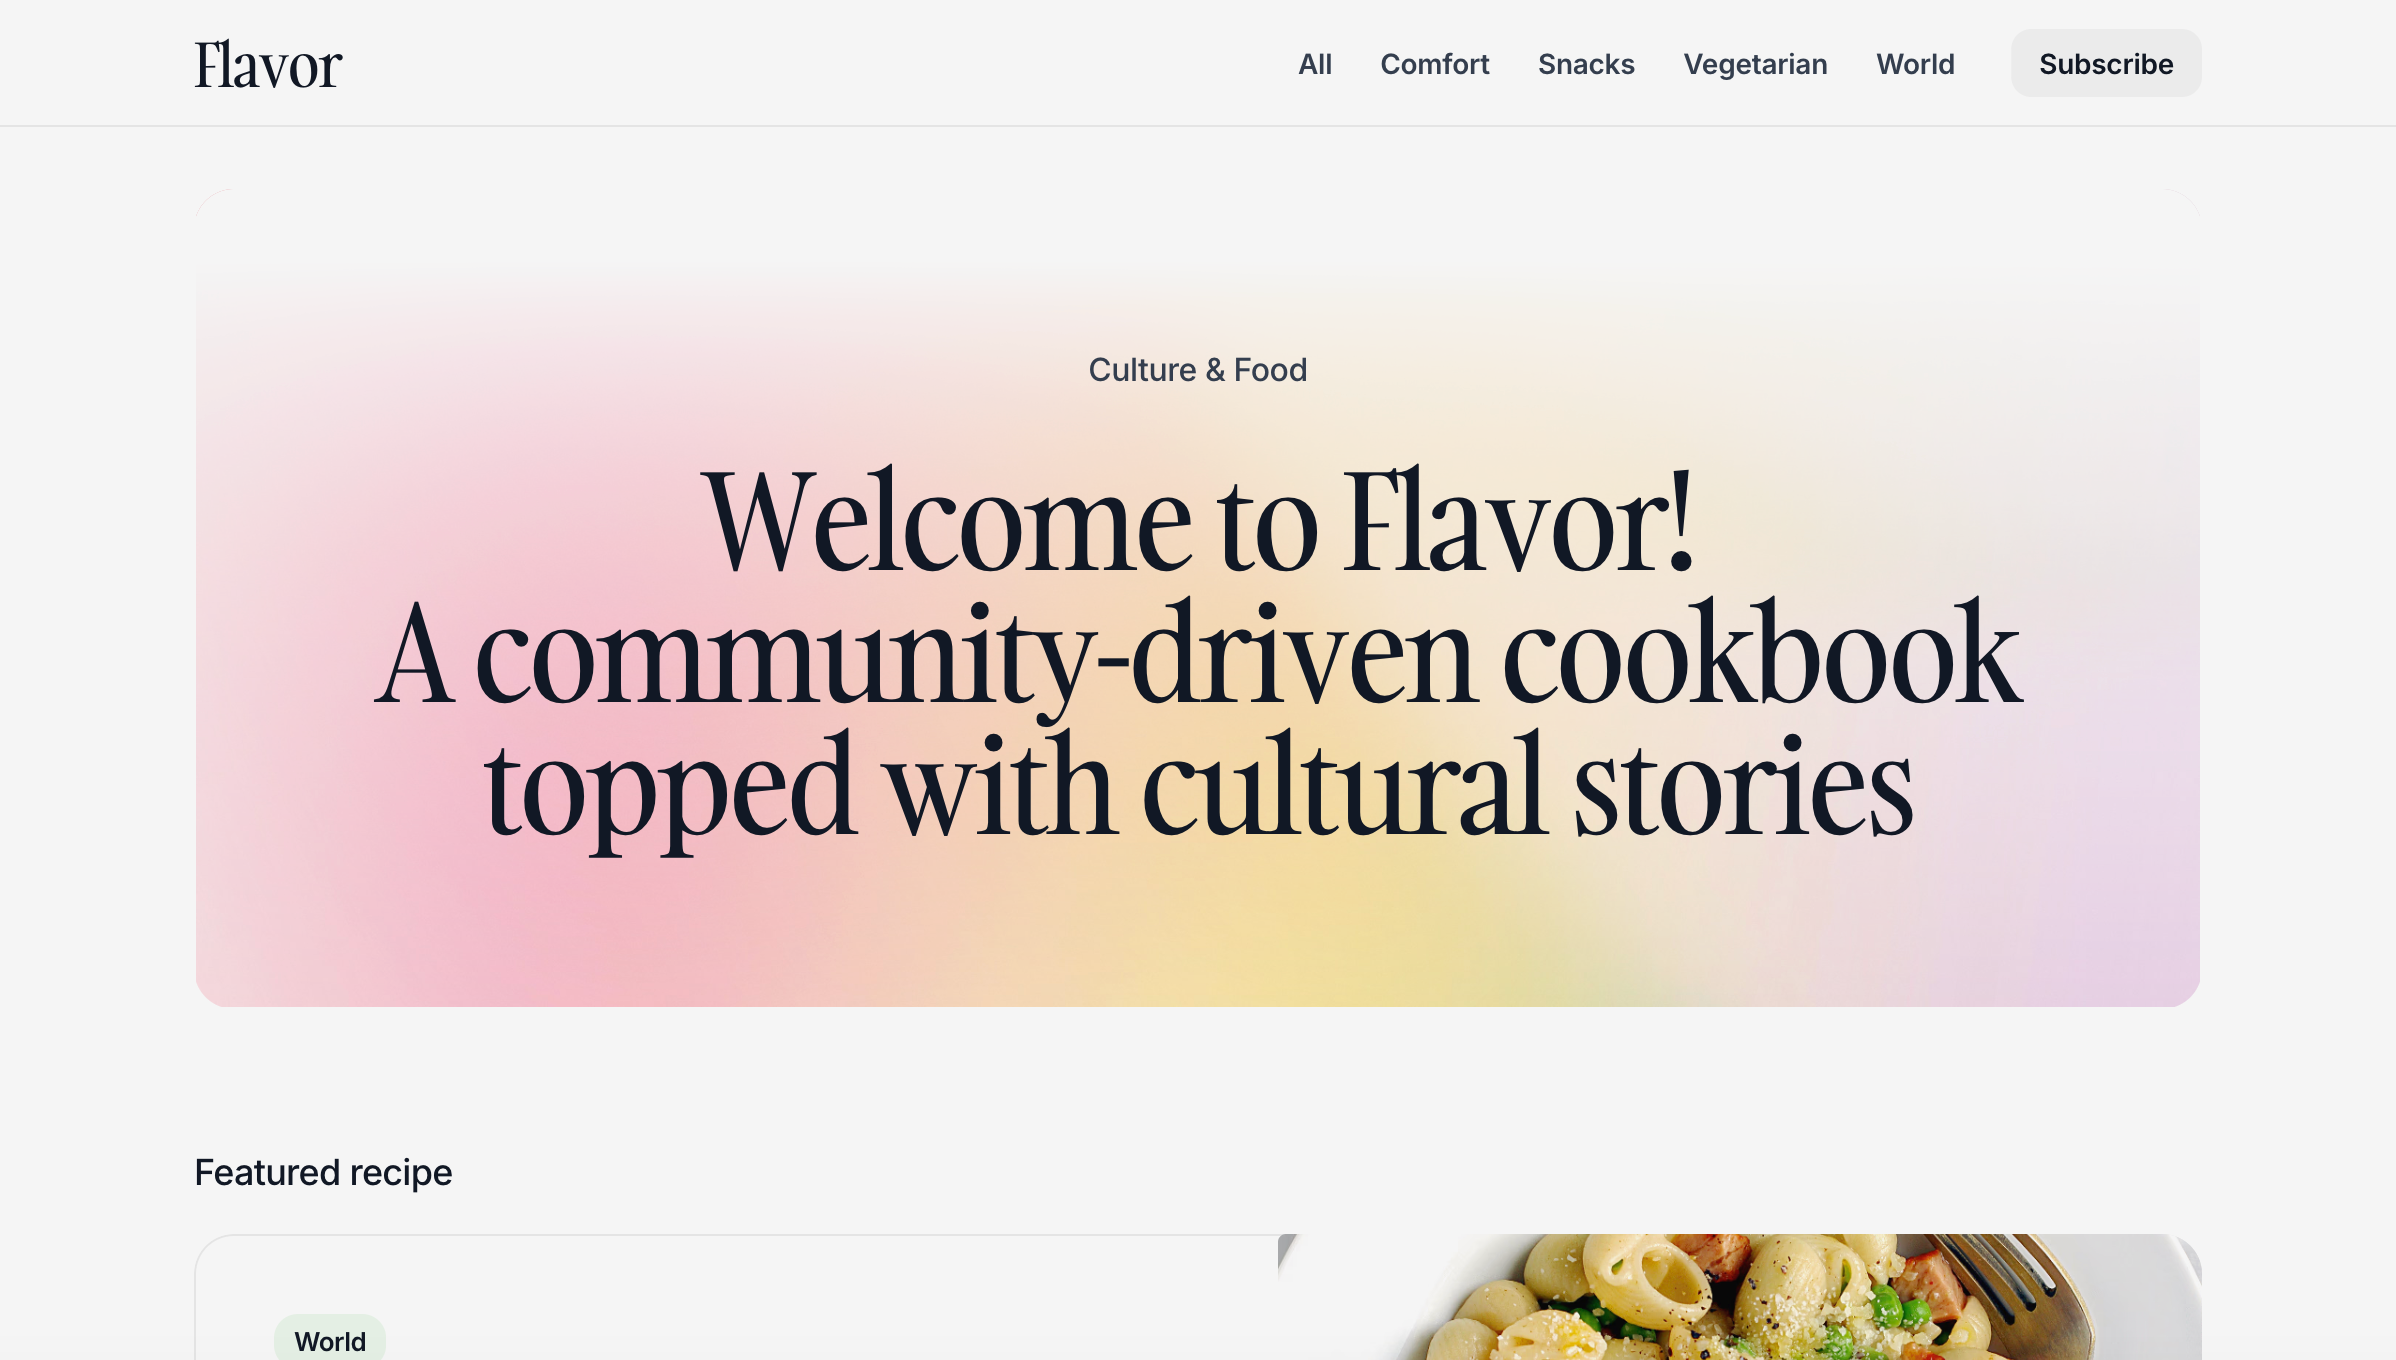 Flavor
All Comfort Snacks Vegetarian World Subscribe
Culture & Food
Welcome to Flavor!
A community-driven cookbook
topped with cultural stories
Featured recipe
World